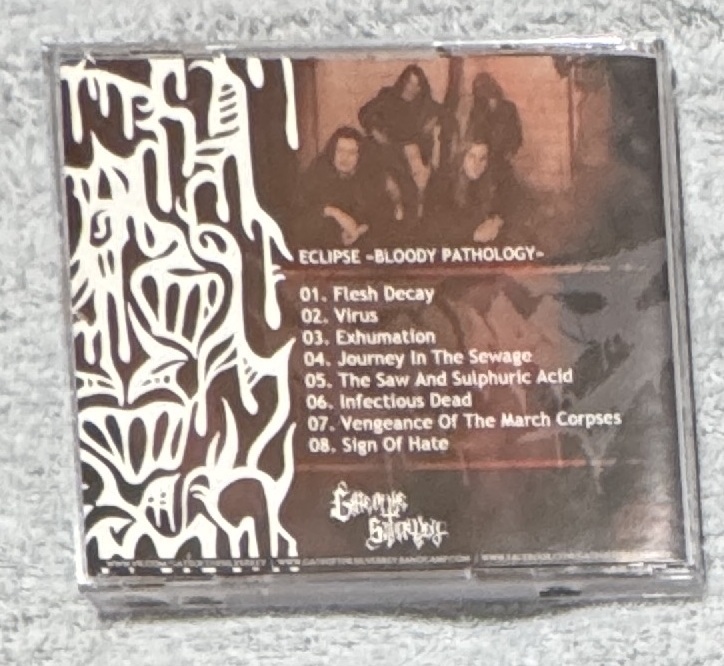 ECLIPSE -BLOODY PATHOLOGY-
01. Flesh Decay
02. Virus
03. Exhumation
04. Journey In The Sewage
05. The Saw And Sulphuric Acid
06. Infectious Dead
07. Vengeance Of The March Corpses
08. Sign Of Hate